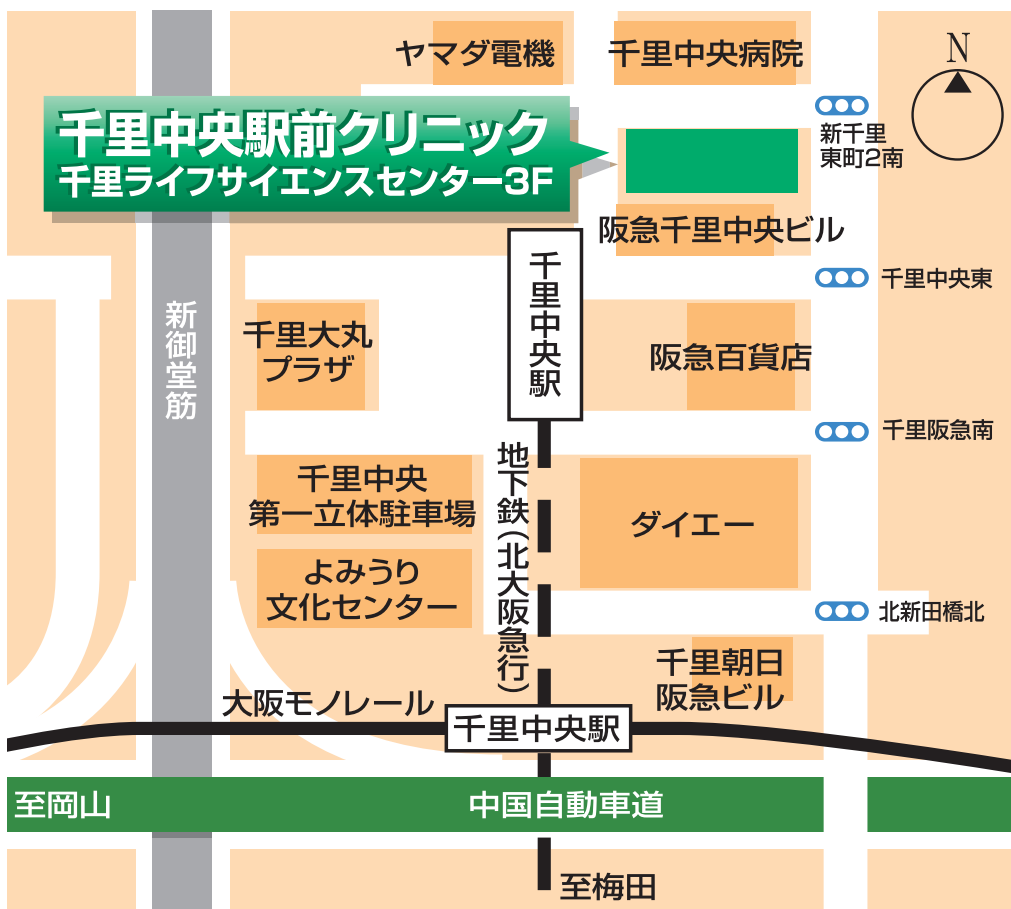 ヤマダ電機
千里中央病院
N
千里中央駅前クリニック
千里ライフサイエンスセンター3F
新千里
東町2南
阪急千里中央ビル
千里中央駅
千里中央東
新御堂筋
千里大丸
プラザ
阪急百貨店
千里阪急南
地下鉄(北大阪急行)
千里中央
第一立体駐車場
ダイエー
よみうり
文化センター
北新田橋北
千里朝日
阪急ビル
大阪モノレール
千里中央駅
至岡山
中国自動車道
至梅田